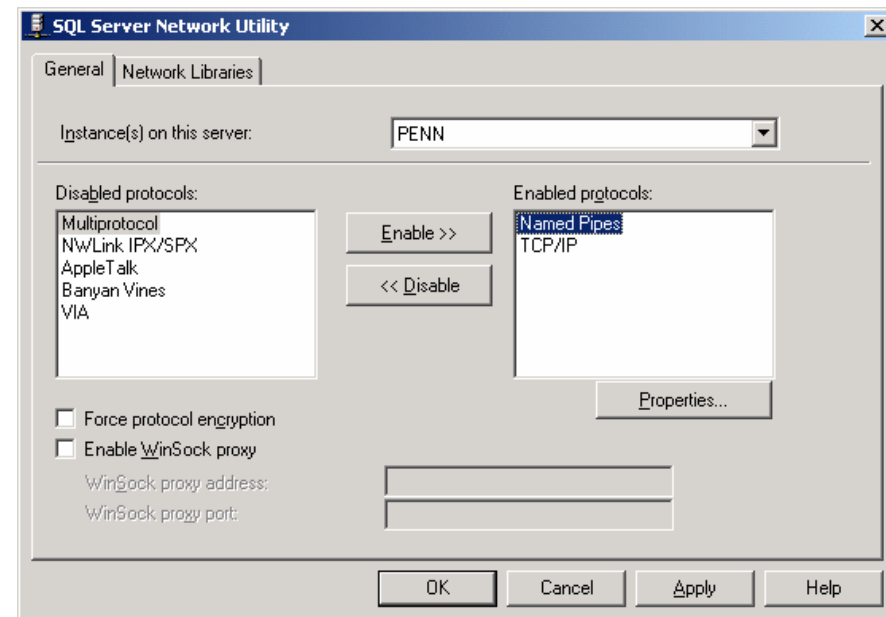 SQL Server Network Utility
General
Network Libraries
Instance(s) on this server:
PENN
Disabled protocols:
Enabled protocols:
Multiprotocol
NWLink IPX/SPX
AppleTalk
Banyan Vines
VIA
Enable >>
<< Disable
Named Pipes
TCP/IP
Properties...
Force protocol encryption
Enable WinSock proxy
WinSock proxy address:
WinSock proxy port:
OK
Cancel
Apply
Help